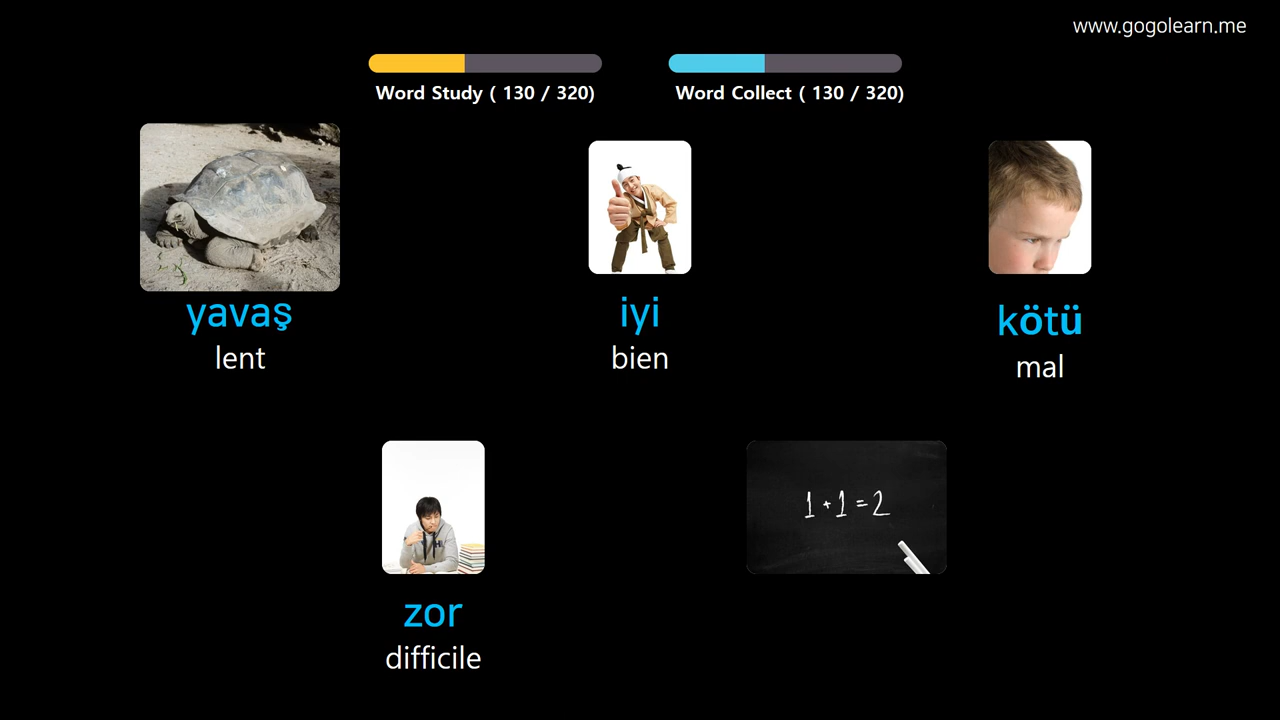 www.gogolearn.me
Word Study ( 130 / 320)
Word Collect ( 130 / 320)
yavaş
lent
iyi
bien
kötü
mal
1 + 1 = 2
zor
difficile